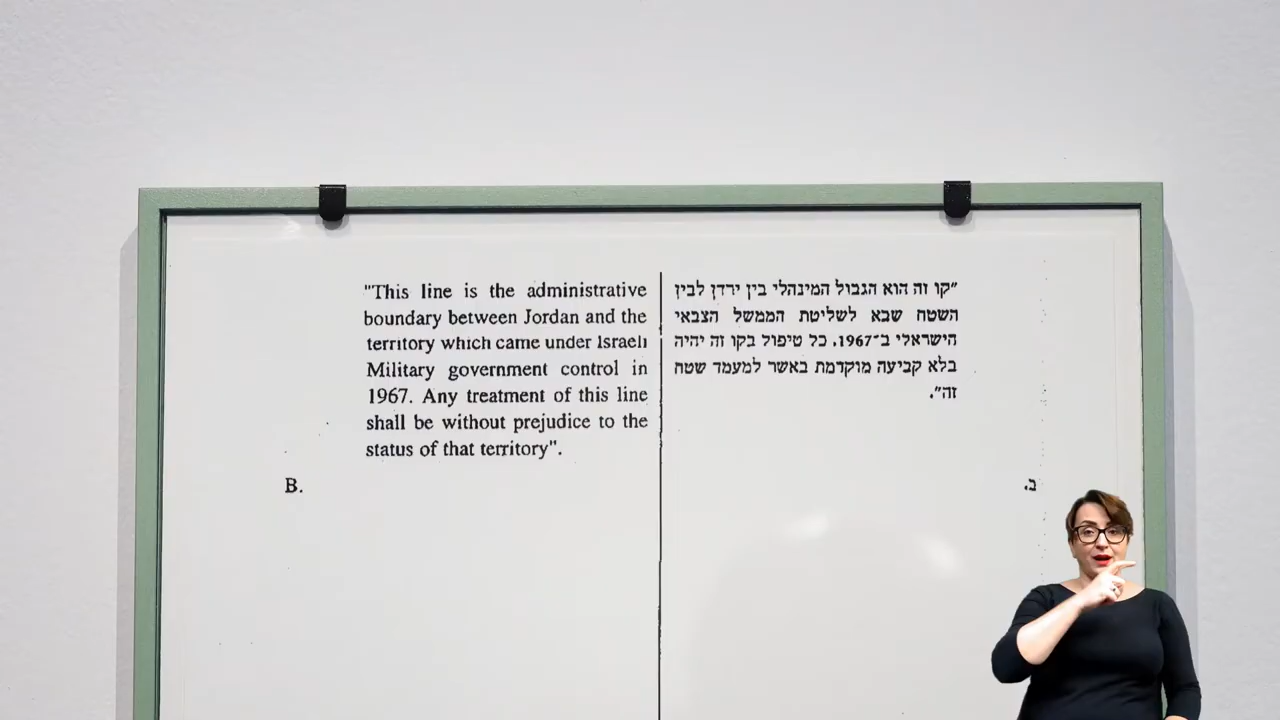 "This line is the administrative
boundary between Jordan and the
territory which came under Israeli
Military government control in
1967. Any treatment of this line
shall be without prejudice to the
status of that territory".
B.
"קו זה הוא הגבול המינהלי בין ירדן לבין
השטח שבא לשליטת הממשל הצבאי
הישראלי ב־1967. כל טיפול בקו זה יהיה
בלא קביעה מוקדמת באשר למעמד שטח
זה".
ב.